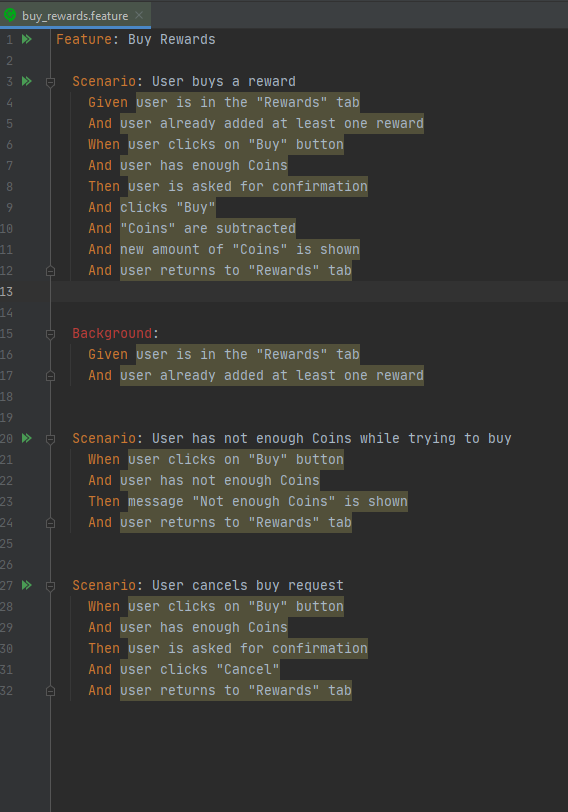 buy_rewards.feature
1 Feature: Buy Rewards
2
3 Scenario: User buys a reward
4 Given user is in the "Rewards" tab
5 And user already added at least one reward
6 When user clicks on "Buy" button
7 And user has enough Coins
8 Then user is asked for confirmation
9 And clicks "Buy"
10 And "Coins" are subtracted
11 And new amount of "Coins" is shown
12 And user returns to "Rewards" tab
13
14
15 Background:
16 Given user is in the "Rewards" tab
17 And user already added at least one reward
18
19
20 Scenario: User has not enough Coins while trying to buy
21 When user clicks on "Buy" button
22 And user has not enough Coins
23 Then message "Not enough Coins" is shown
24 And user returns to "Rewards" tab
25
26
27 Scenario: User cancels buy request
28 When user clicks on "Buy" button
29 And user has enough Coins
30 Then user is asked for confirmation
31 And user clicks "Cancel"
32 And user returns to "Rewards" tab